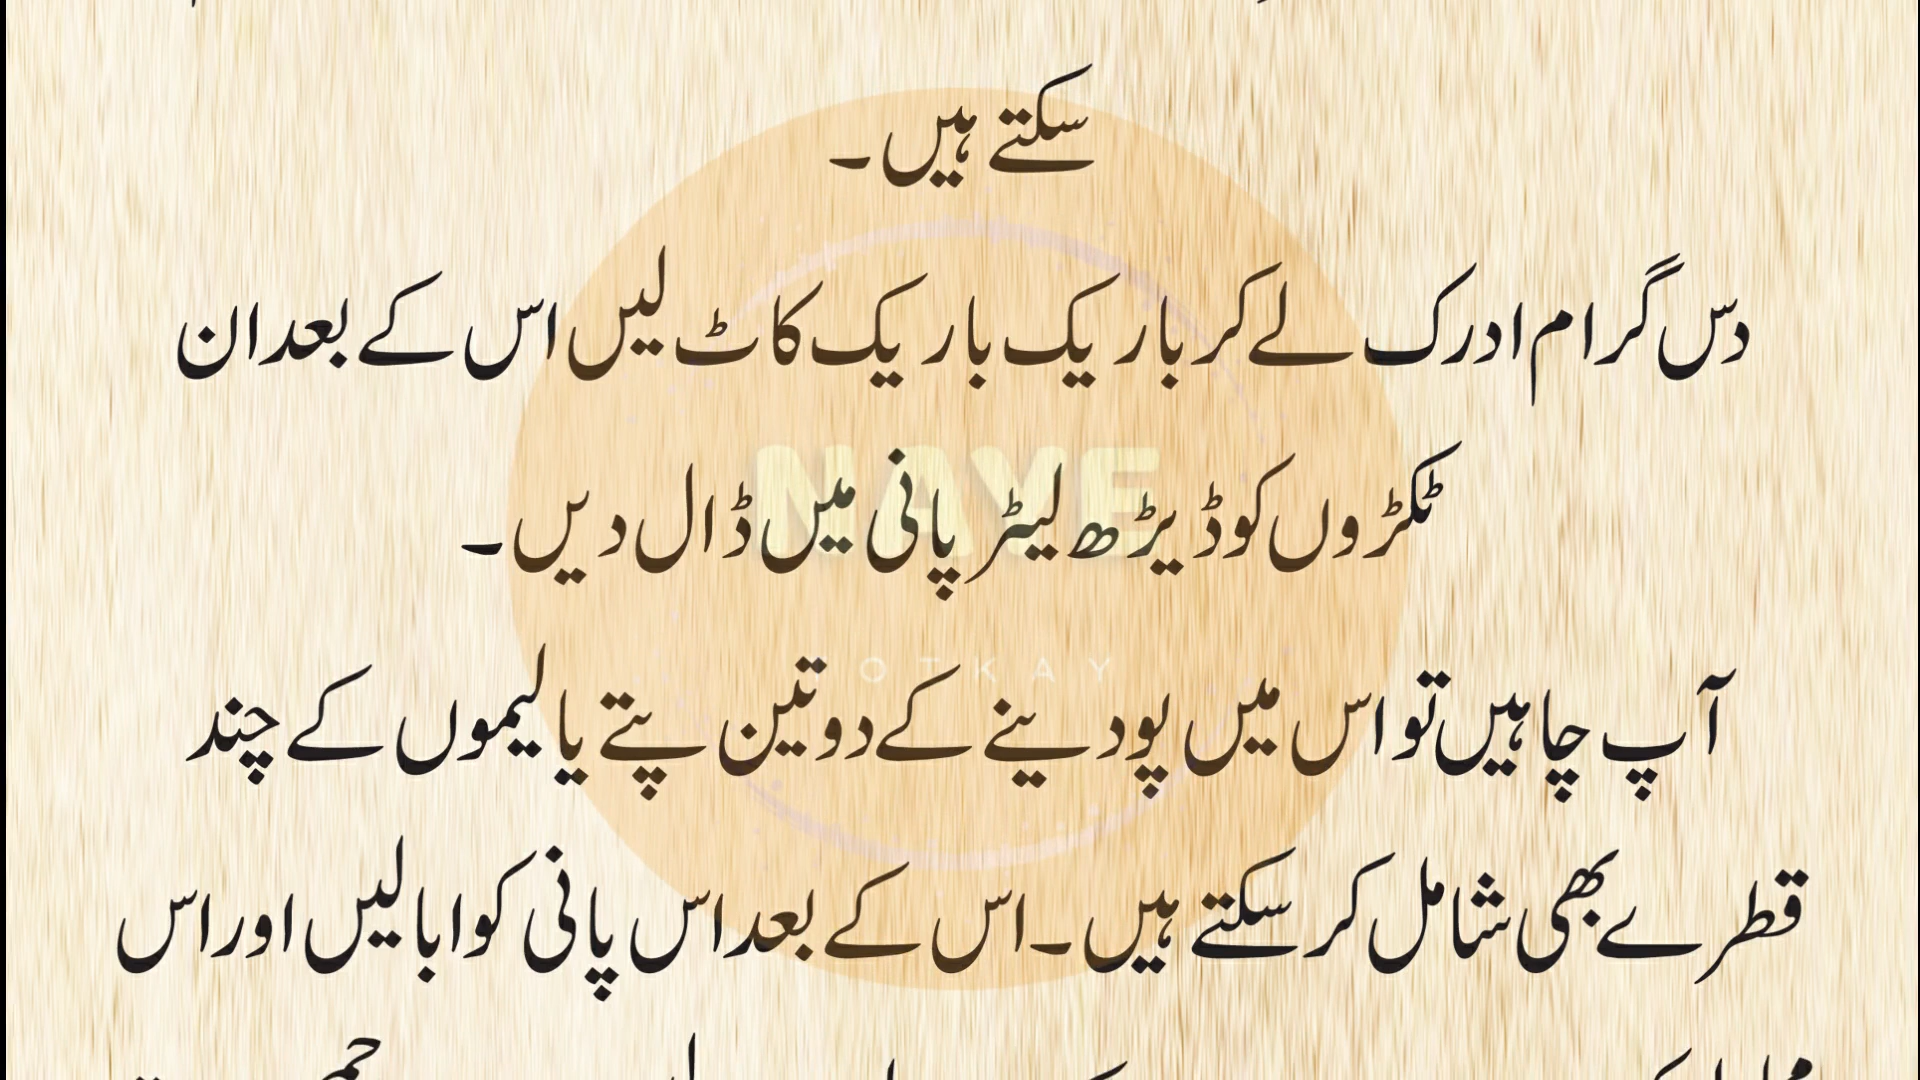 سکتے ہیں۔
دس گرام ادرک لے کر باریک باریک کاٹ لیں اس کے بعد ان
ٹکڑوں کو ڈیڑھ لیٹر پانی میں ڈال دیں۔
NAYE
OTKAY
آپ چاہیں تو اس میں پودینے کے دو تین پتے یا لیموں کے چند
قطرے بھی شامل کر سکتے ہیں۔ اس کے بعد اس پانی کو ابالیں اور اس